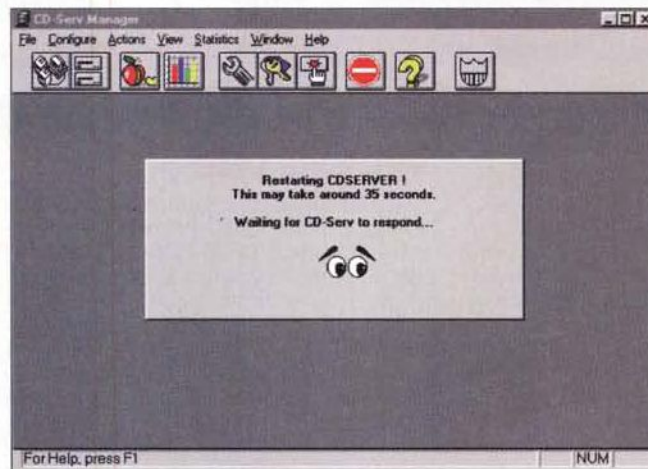 CD-Serv Manager
File Configure Actions View Statistics Window Help
Restarting CDSERVER !
This may take around 35 seconds.
Waiting for CD-Serv to respond...
For Help, press F1
NUM